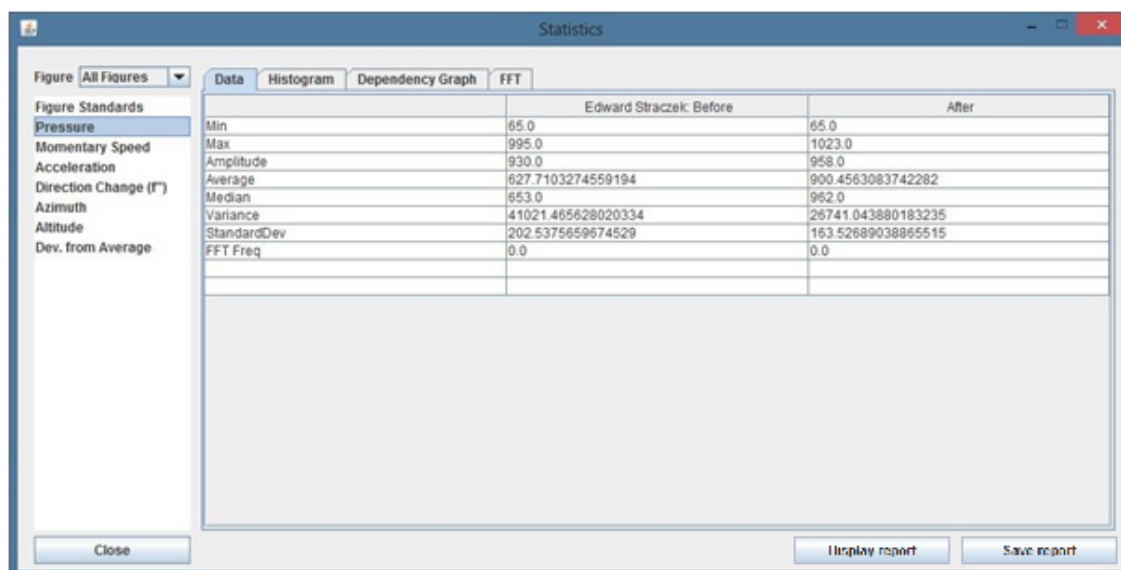 Statistics
Figure All Figures
Figure Standards
Pressure
Momentary Speed
Acceleration
Direction Change (f")
Azimuth
Altitude
Dev. from Average
Data Histogram Dependency Graph FFT
Edward Straczek: Before After
Min 65.0 65.0
Max 995.0 1023.0
Amplitude 930.0 958.0
Average 627.7103274559194 900.4563083742282
Median 653.0 962.0
Variance 41021.465628020334 26741.043880183235
StandardDev 202.5375659674529 163.52689038865515
FFT Freq 0.0 0.0
Close Display report Save report